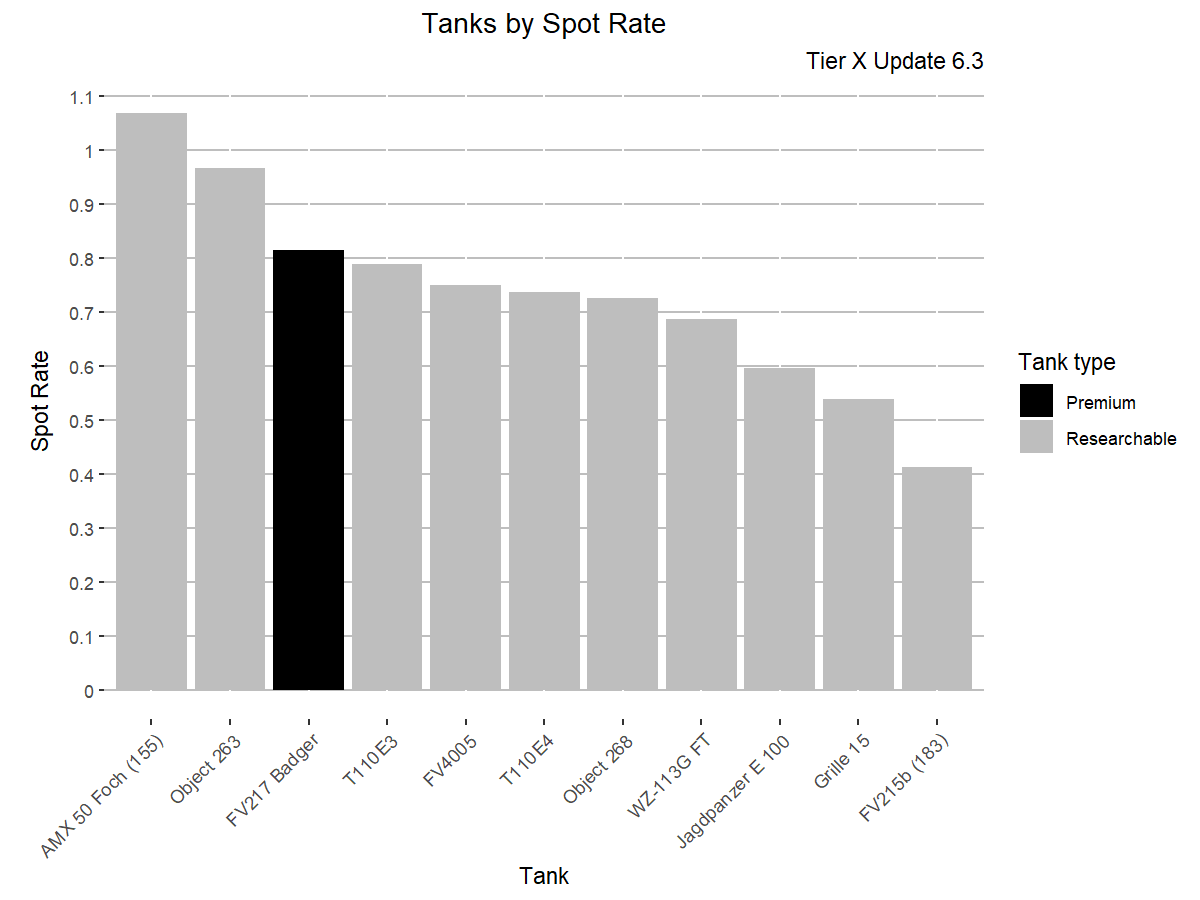 Tanks by Spot Rate
Tier X Update 6.3
Spot Rate
1.1
1
0.9
0.8
0.7
0.6
0.5
0.4
0.3
0.2
0.1
0
AMX 50 Foch (155)
Object 263
FV217 Badger
T110E3
FV4005
T110E4
Object 268
WZ-113G FT
Jagdpanzer E 100
Grille 15
FV215b (183)
Tank
Tank type
Premium
Researchable